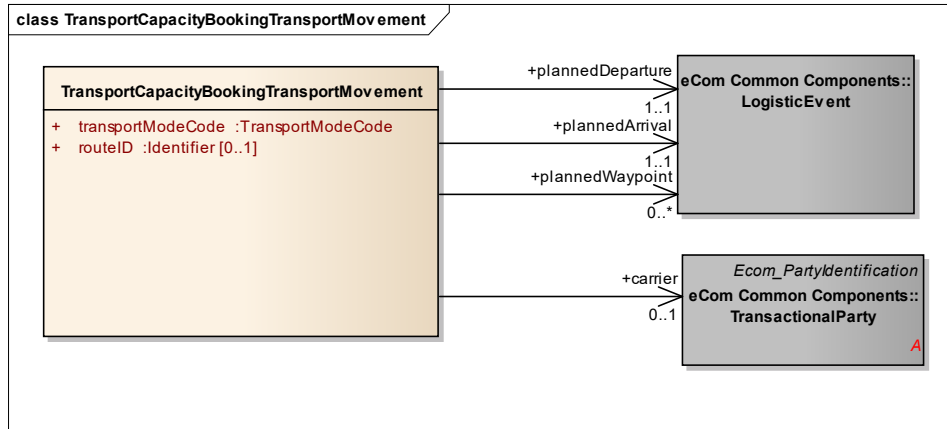 class TransportCapacityBookingTransportMovement
TransportCapacityBookingTransportMovement
+ transportModeCode :TransportModeCode
+ routeID :Identifier [0..1]
+plannedDeparture
1..1
+plannedArrival
1..1
+plannedWaypoint
0..*
eCom Common Components::
LogisticEvent
+carrier
0..1
Ecom_PartyIdentification
eCom Common Components::
TransactionalParty
A